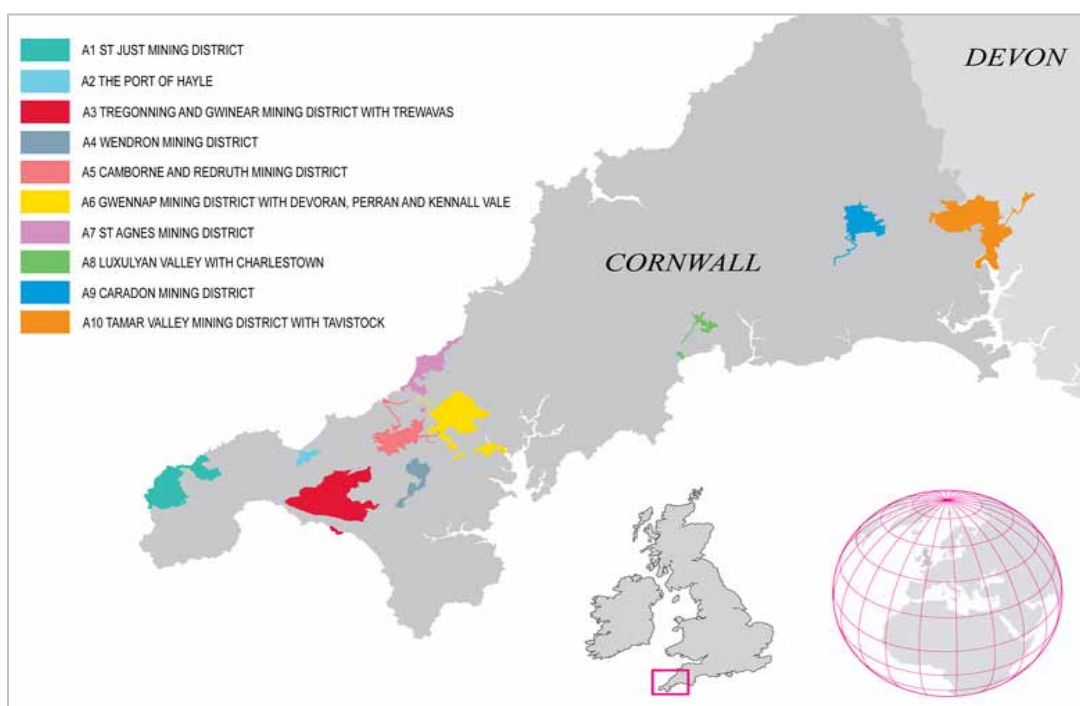 A1 ST JUST MINING DISTRICT
A2 THE PORT OF HAYLE
A3 TREGONNING AND GWINEAR MINING DISTRICT WITH TREWAVAS
A4 WENDRON MINING DISTRICT
A5 CAMBORNE AND REDRUTH MINING DISTRICT
A6 GWENNAP MINING DISTRICT WITH DEVORAN, PERRAN AND KENNALL VALE
A7 ST AGNES MINING DISTRICT
A8 LUXULYAN VALLEY WITH CHARLESTOWN
A9 CARADON MINING DISTRICT
A10 TAMAR VALLEY MINING DISTRICT WITH TAVISTOCK
DEVON
CORNWALL